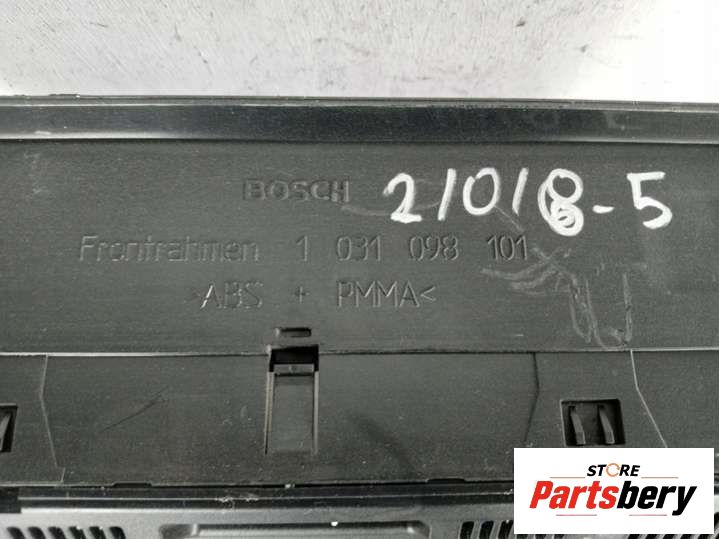 BOSCH 21018-5
Frontrahmen 1 031 098 101
>ABS + PMMA<
STORE
Partsbery